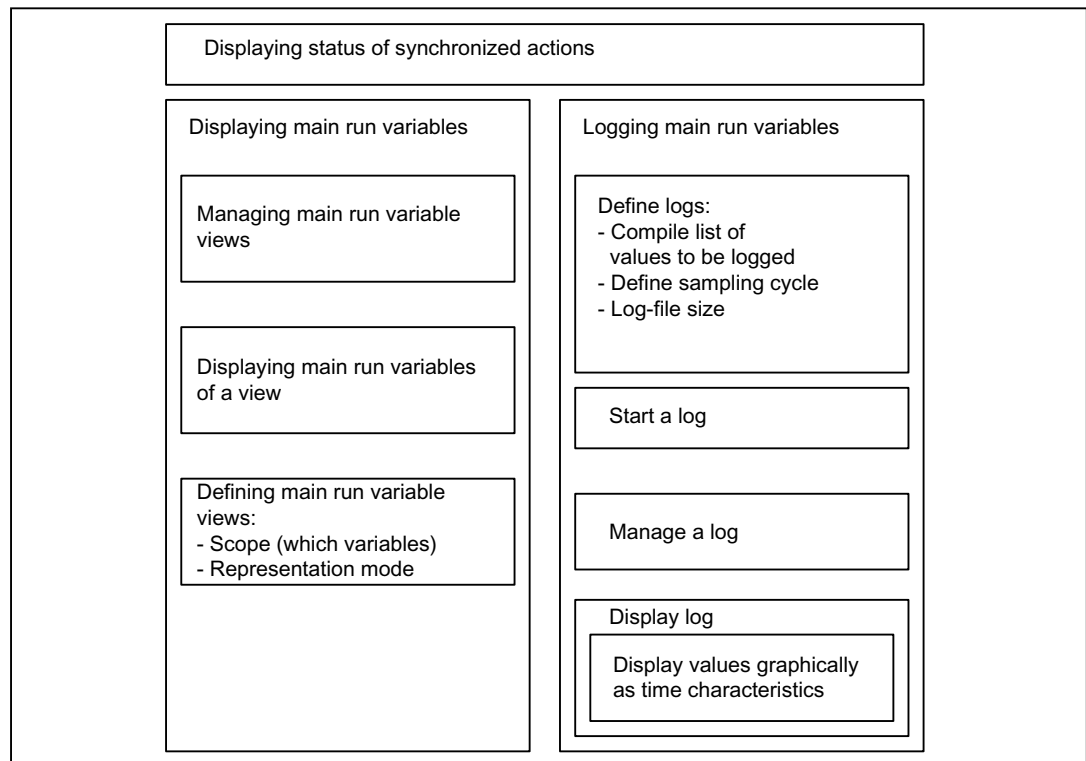 Displaying status of synchronized actions
Displaying main run variables
Managing main run variable
views
Displaying main run variables
of a view
Defining main run variable
views:
- Scope (which variables)
- Representation mode
Logging main run variables
Define logs:
- Compile list of
values to be logged
- Define sampling cycle
- Log-file size
Start a log
Manage a log
Display log
Display values graphically
as time characteristics